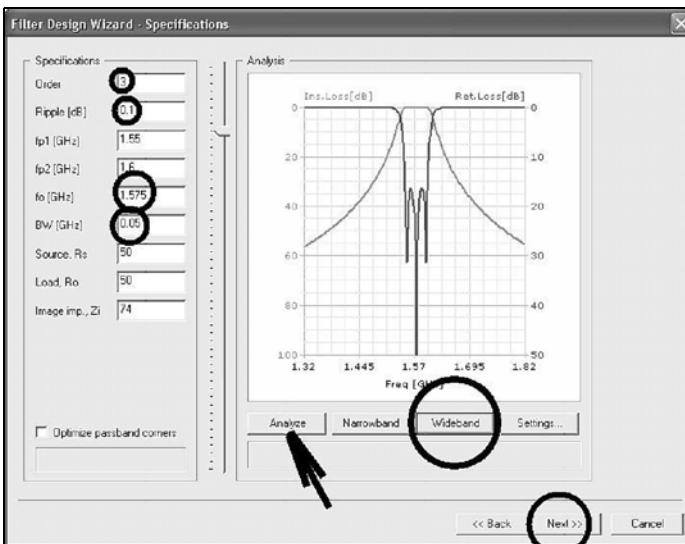 Filter Design Wizard - Specifications
Specifications
Order 3
Ripple [dB] 0.1
fp1 [GHz] 1.55
fp2 [GHz] 1.6
fo [GHz] 1.575
BW [GHz] 0.05
Source, Rs 50
Load, Ro 50
Image imp., Zi 74
Optimize passband corners
Analysis
Ins.Loss[dB] Ret.Loss[dB]
0 0
20 10
40 20
60 30
80 40
100 50
1.32 1.445 1.57 1.695 1.82
Freq [GHz]
Analyze Narrowband Wideband Settings...
<< Back Next >> Cancel